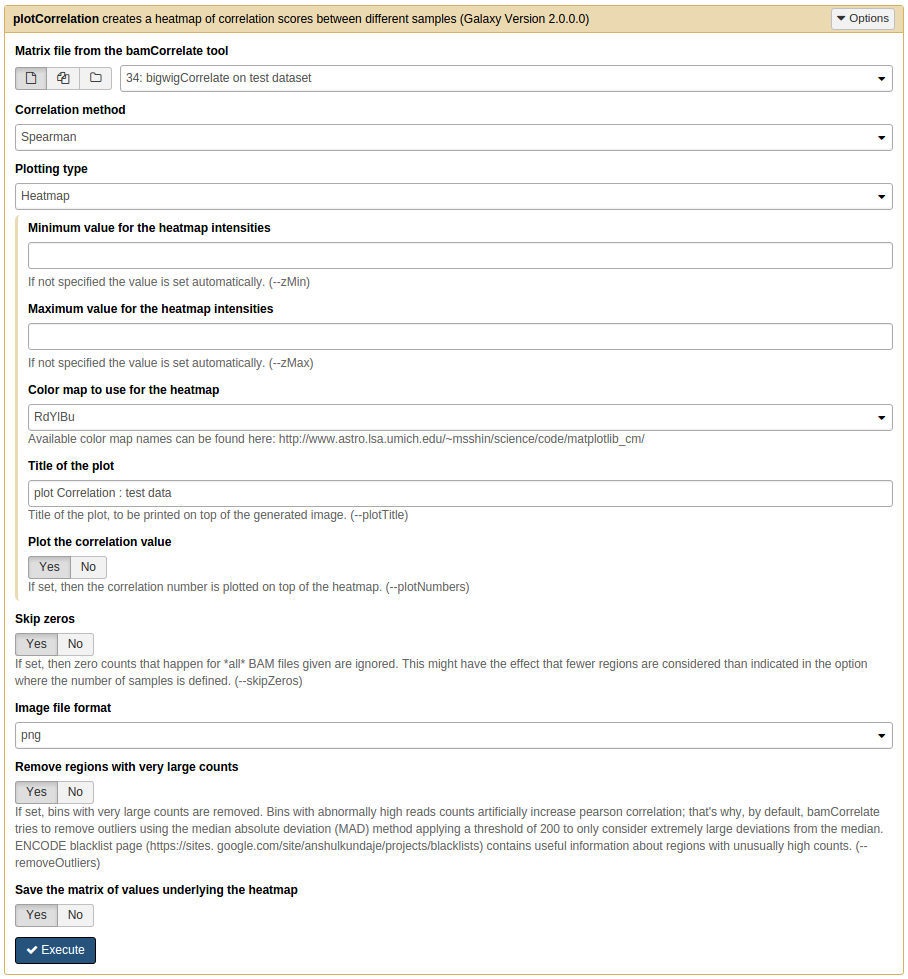 plotCorrelation creates a heatmap of correlation scores between different samples (Galaxy Version 2.0.0.0)
Options
Matrix file from the bamCorrelate tool
34: bigwigCorrelate on test dataset
Correlation method
Spearman
Plotting type
Heatmap
Minimum value for the heatmap intensities
If not specified the value is set automatically. (--zMin)
Maximum value for the heatmap intensities
If not specified the value is set automatically. (--zMax)
Color map to use for the heatmap
RdYlBu
Available color map names can be found here: http://www.astro.lsa.umich.edu/~msshin/science/code/matplotlib_cm/
Title of the plot
plot Correlation : test data
Title of the plot, to be printed on top of the generated image. (--plotTitle)
Plot the correlation value
Yes No
If set, then the correlation number is plotted on top of the heatmap. (--plotNumbers)
Skip zeros
Yes No
If set, then zero counts that happen for *all* BAM files given are ignored. This might have the effect that fewer regions are considered than indicated in the option
where the number of samples is defined. (--skipZeros)
Image file format
png
Remove regions with very large counts
Yes No
If set, bins with very large counts are removed. Bins with abnormally high reads counts artificially increase pearson correlation; that's why, by default, bamCorrelate
tries to remove outliers using the median absolute deviation (MAD) method applying a threshold of 200 to only consider extremely large deviations from the median.
ENCODE blacklist page (https://sites. google.com/site/anshulkundaje/projects/blacklists) contains useful information about regions with unusually high counts. (--
removeOutliers)
Save the matrix of values underlying the heatmap
Yes No
Execute